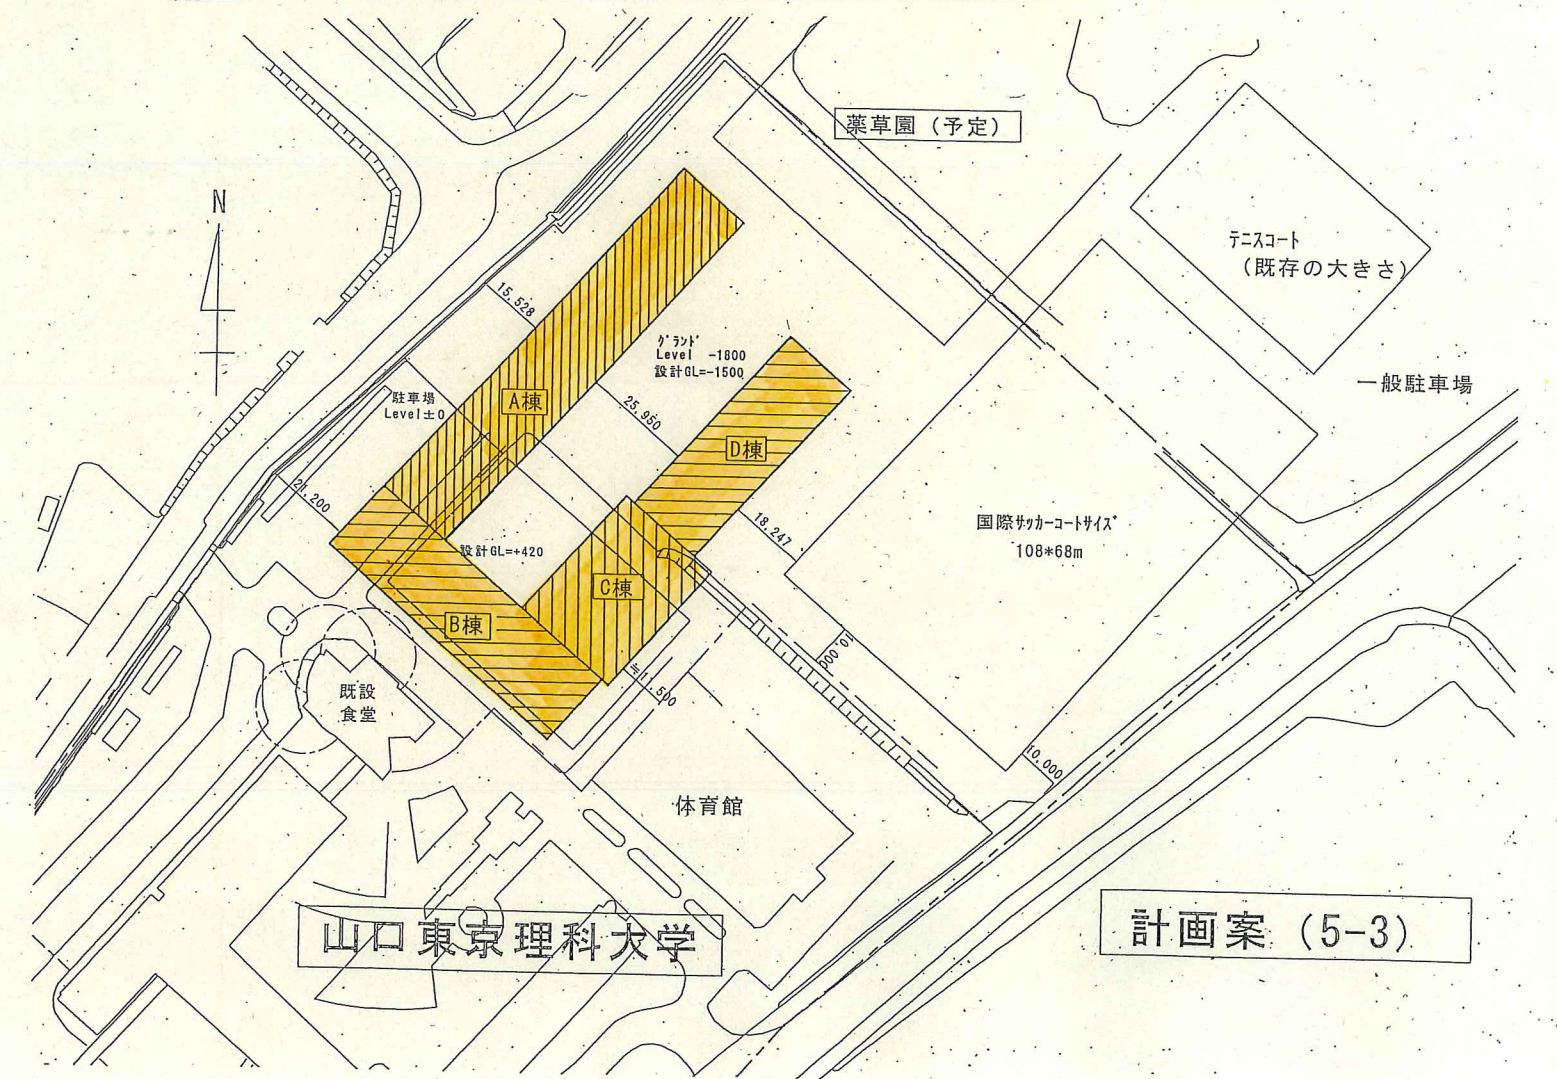 薬草園（予定）
N
テニスコート
（既存の大きさ）
15,528
グランド
Level -1800
設計GL=-1500
一般駐車場
駐車場
Level±0
A棟
25,950
D棟
21,200
18,247
国際サッカーコートサイズ
108*68m
設計GL=+420
C棟
B棟
10,000
≒11,500
既設
食堂
10,000
体育館
山口東京理科大学
計画案（5-3）